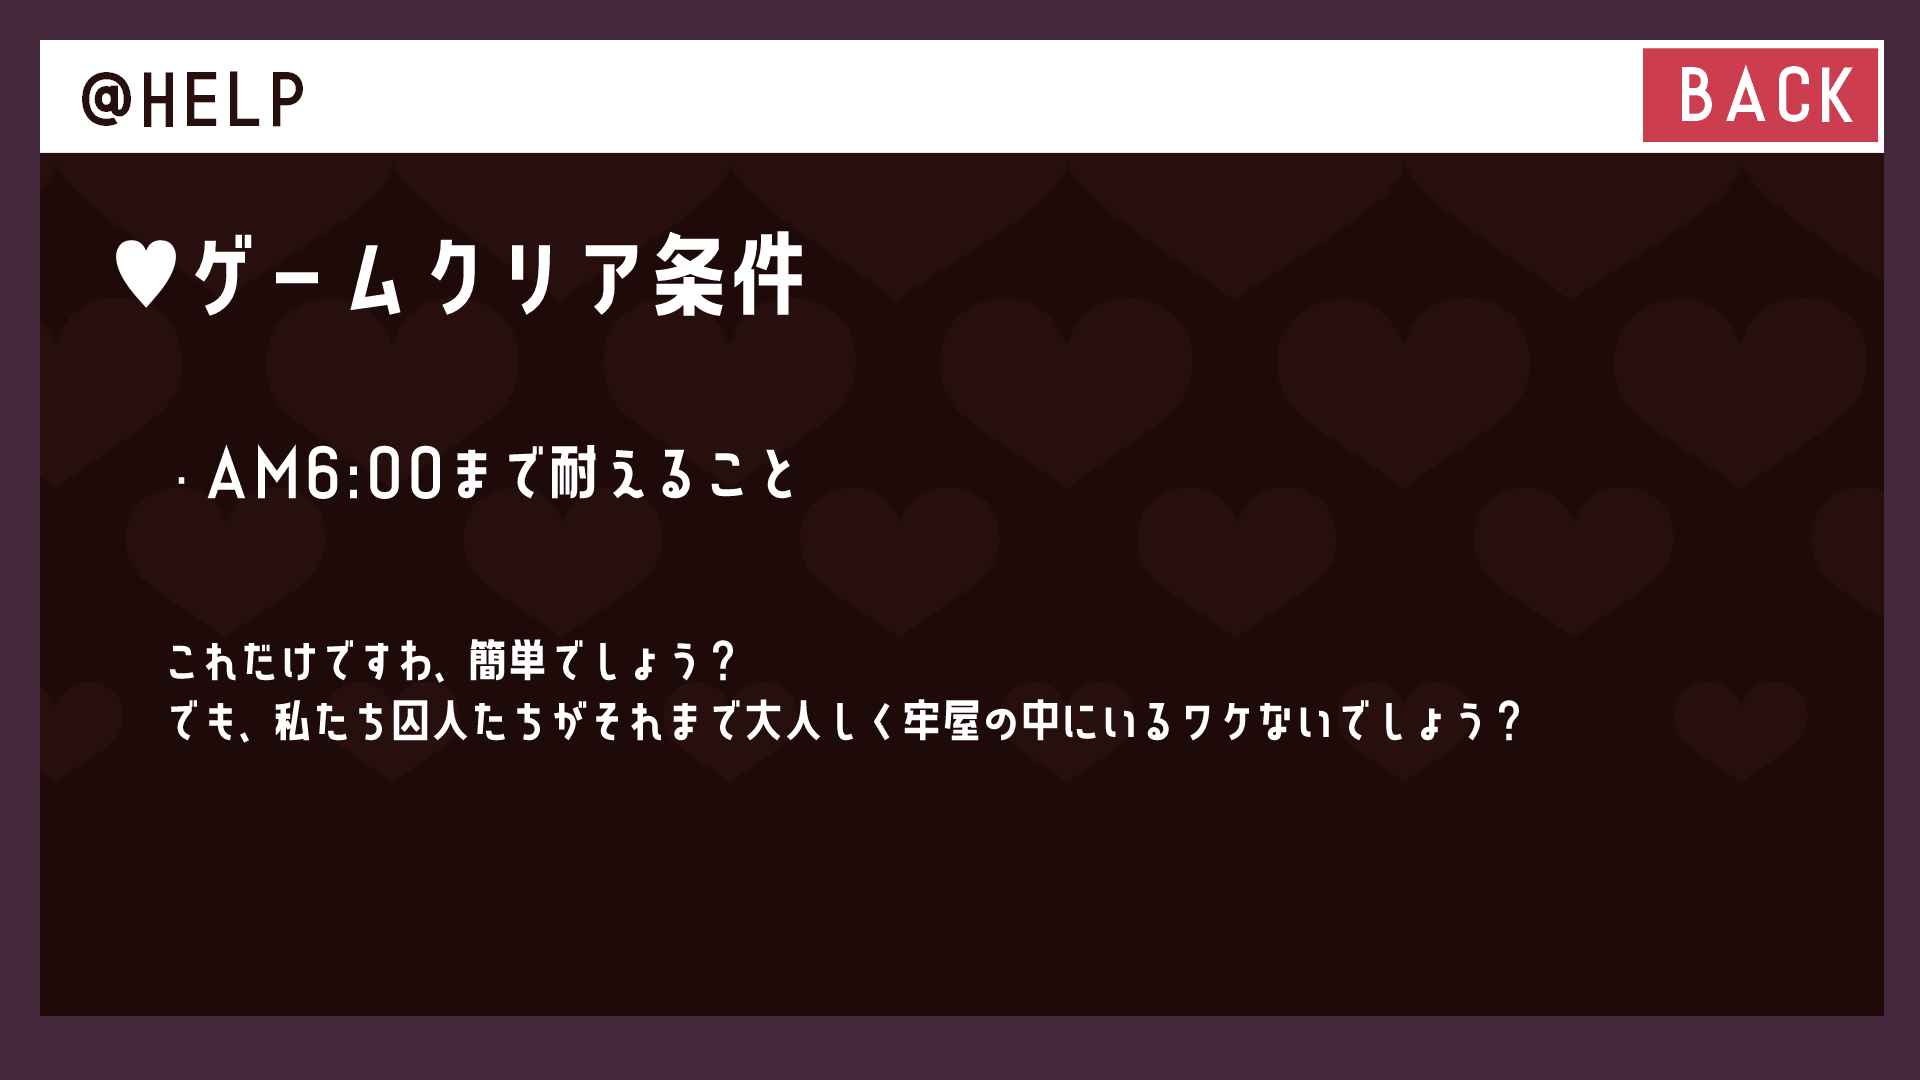 @HELP
BACK
♥ゲームクリア条件
・AM6:00まで耐えること
これだけですわ、簡単でしょう？
でも、私たち囚人たちがそれまで大人しく牢屋の中にいるワケないでしょう？